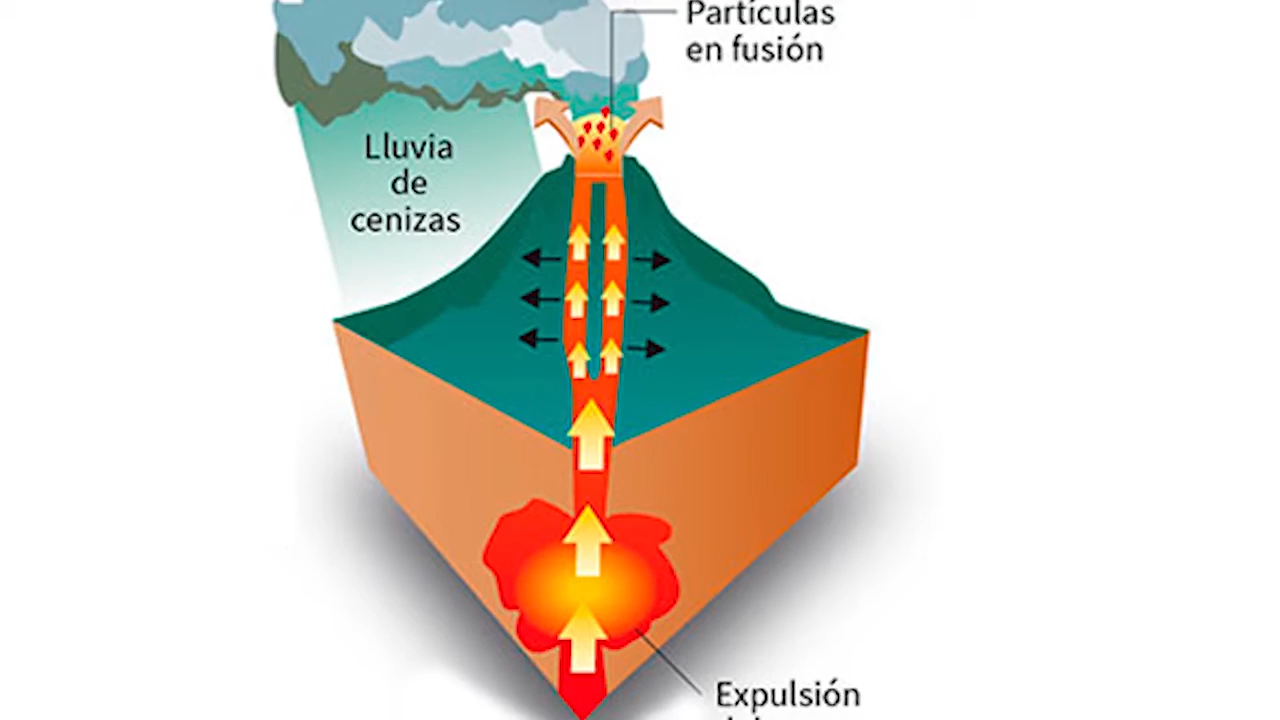 Partículas
en fusión
Lluvia
de
cenizas
Expulsión